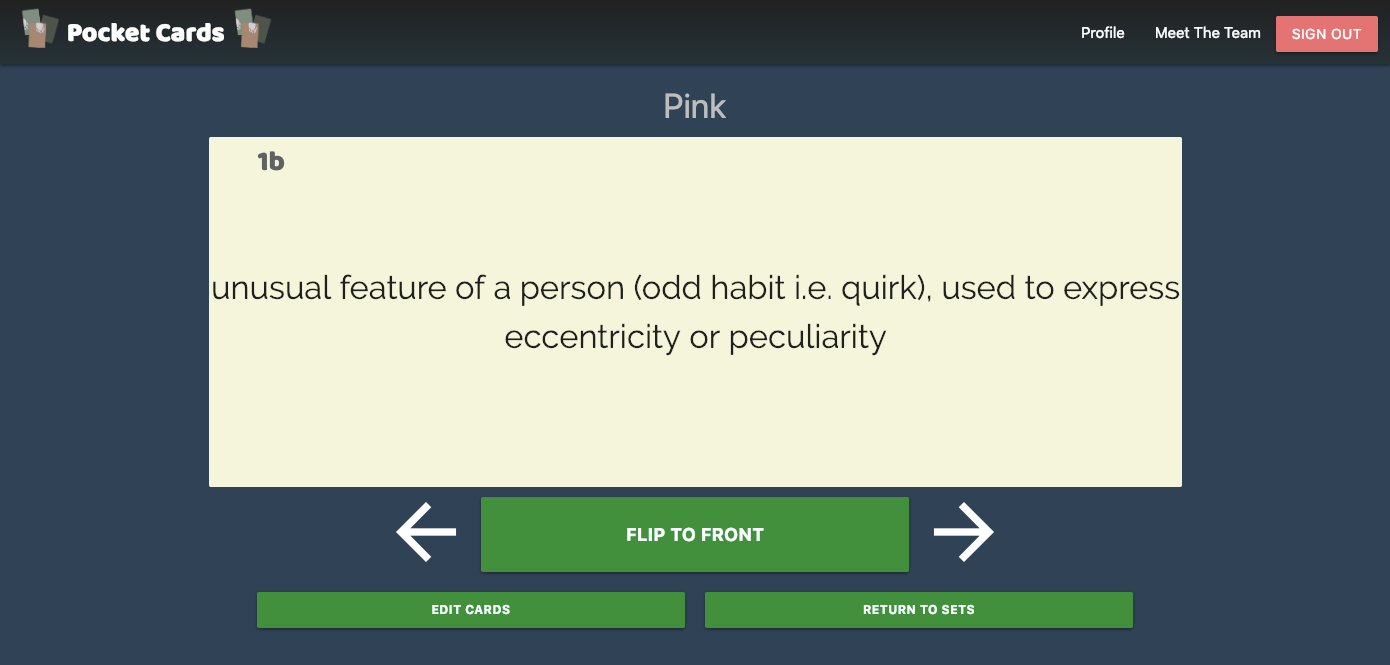 Pocket Cards
Profile
Meet The Team
SIGN OUT
Pink
1b
unusual feature of a person (odd habit i.e. quirk), used to express
eccentricity or peculiarity
FLIP TO FRONT
EDIT CARDS
RETURN TO SETS